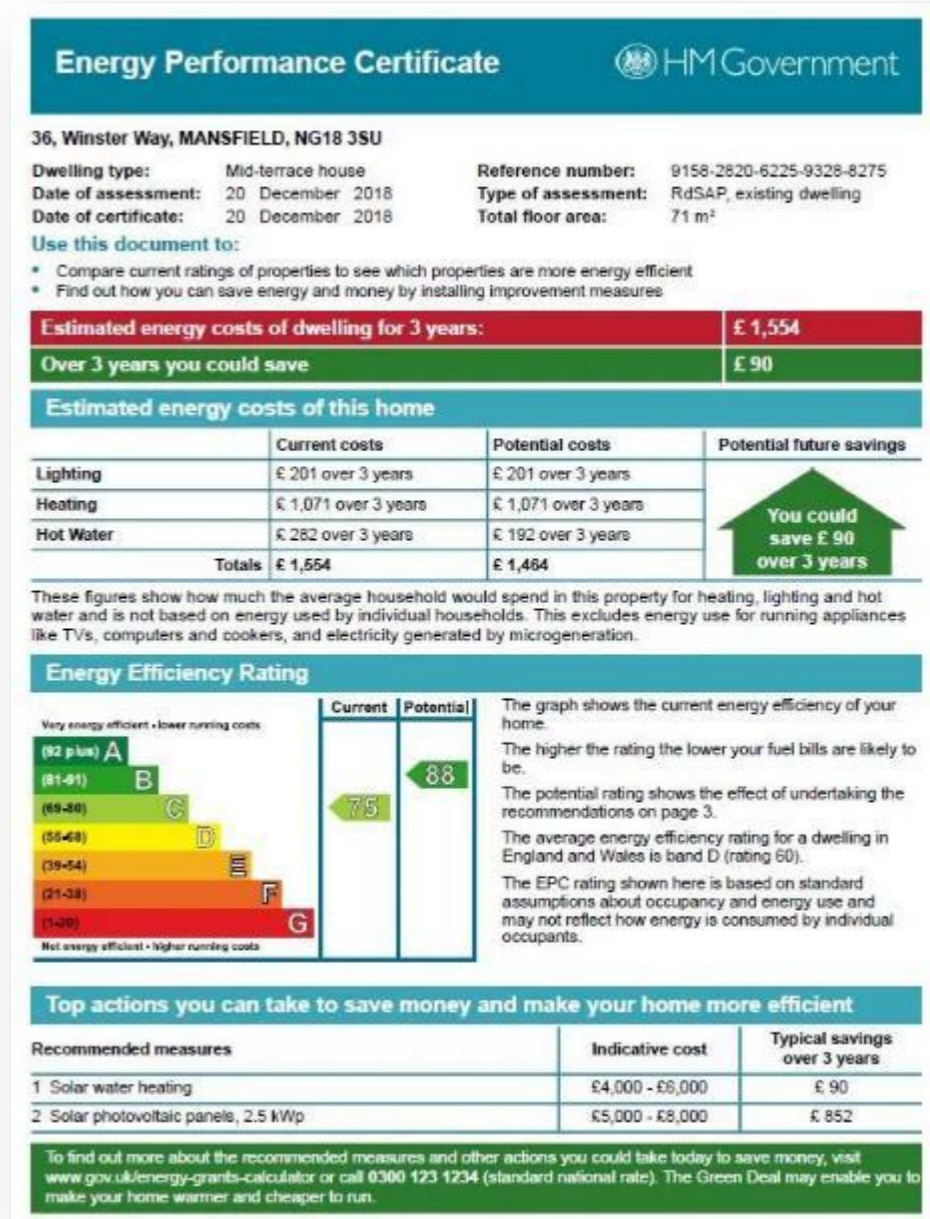 Energy Performance Certificate
HM Government
36, Winster Way, MANSFIELD, NG18 3SU
Dwelling type: Mid-terrace house Reference number: 9158-2820-6225-9328-8275
Date of assessment: 20 December 2018 Type of assessment: RdSAP, existing dwelling
Date of certificate: 20 December 2018 Total floor area: 71 m²
Use this document to:
• Compare current ratings of properties to see which properties are more energy efficient
• Find out how you can save energy and money by installing improvement measures
Estimated energy costs of dwelling for 3 years: £ 1,554
Over 3 years you could save £ 90
Estimated energy costs of this home
Current costs Potential costs Potential future savings
Lighting £ 201 over 3 years £ 201 over 3 years
Heating £ 1,071 over 3 years £ 1,071 over 3 years
Hot Water £ 282 over 3 years £ 192 over 3 years
Totals £ 1,554 £ 1,464
You could
save £ 90
over 3 years
These figures show how much the average household would spend in this property for heating, lighting and hot
water and is not based on energy used by individual households. This excludes energy use for running appliances
like TVs, computers and cookers, and electricity generated by microgeneration.
Energy Efficiency Rating
Current Potential
Very energy efficient - lower running costs
(92 plus) A
(81-91) B
(69-80) C
(55-68) D
(39-54) E
(21-38) F
(1-20) G
Not energy efficient - higher running costs
75
88
The graph shows the current energy efficiency of your
home.
The higher the rating the lower your fuel bills are likely to
be.
The potential rating shows the effect of undertaking the
recommendations on page 3.
The average energy efficiency rating for a dwelling in
England and Wales is band D (rating 60).
The EPC rating shown here is based on standard
assumptions about occupancy and energy use and
may not reflect how energy is consumed by individual
occupants.
Top actions you can take to save money and make your home more efficient
Recommended measures Indicative cost Typical savings
over 3 years
1 Solar water heating £4,000 - £6,000 £ 90
2 Solar photovoltaic panels, 2.5 kWp £5,000 - £8,000 £ 852
To find out more about the recommended measures and other actions you could take today to save money, visit
www.gov.uk/energy-grants-calculator or call 0300 123 1234 (standard national rate). The Green Deal may enable you to
make your home warmer and cheaper to run.